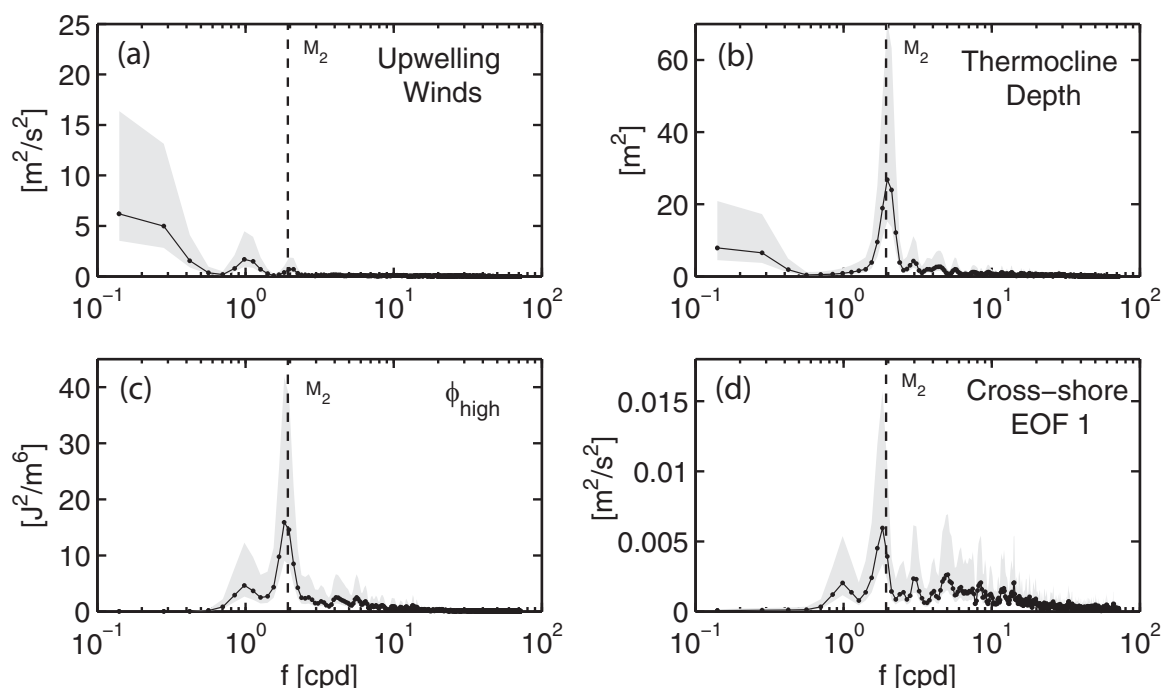 (a)
M₂
Upwelling
Winds
[m²/s²]
25
20
15
10
5
0
10⁻¹ 10⁰ 10¹ 10²
(b)
M₂
Thermocline
Depth
[m²]
60
40
20
0
10⁻¹ 10⁰ 10¹ 10²
(c)
M₂
ϕhigh
[J²/m⁶]
40
30
20
10
0
10⁻¹ 10⁰ 10¹ 10²
f [cpd]
(d)
M₂
Cross−shore
EOF 1
[m²/s²]
0.015
0.01
0.005
0
10⁻¹ 10⁰ 10¹ 10²
f [cpd]